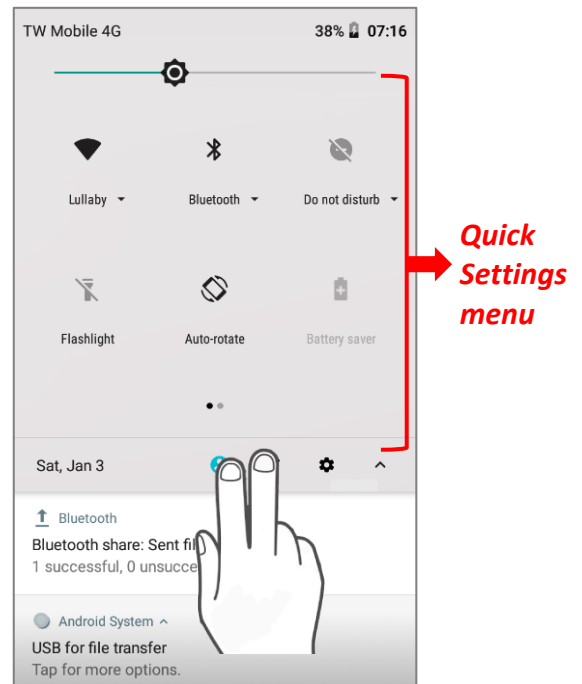 TW Mobile 4G 38% 07:16
Lullaby Bluetooth Do not disturb
Quick
Settings
menu
Flashlight Auto-rotate Battery saver
Sat, Jan 3
Bluetooth
Bluetooth share: Sent
1 successful, 0
Android System
USB for file transfer
Tap for more options.